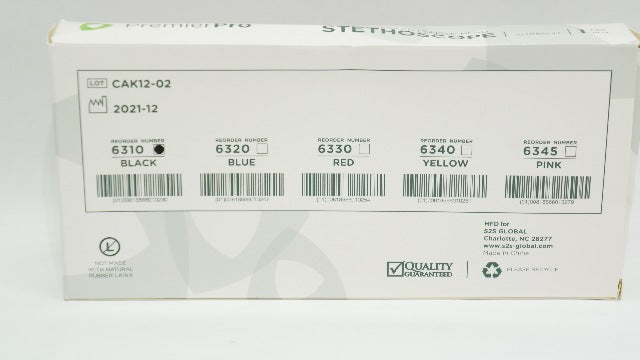 PremierPro
STETHOSCOPE
LOT CAK12-02
2021-12
REORDER NUMBER REORDER NUMBER REORDER NUMBER REORDER NUMBER REORDER NUMBER
6310 6320 6330 6340 6345
BLACK BLUE RED YELLOW PINK
NOT MADE
WITH NATURAL
RUBBER LATEX
QUALITY
GUARANTEED
MFD for
S2S GLOBAL
Charlotte, NC 28277
www.s2s-global.com
Made in China
PLEASE RECYCLE